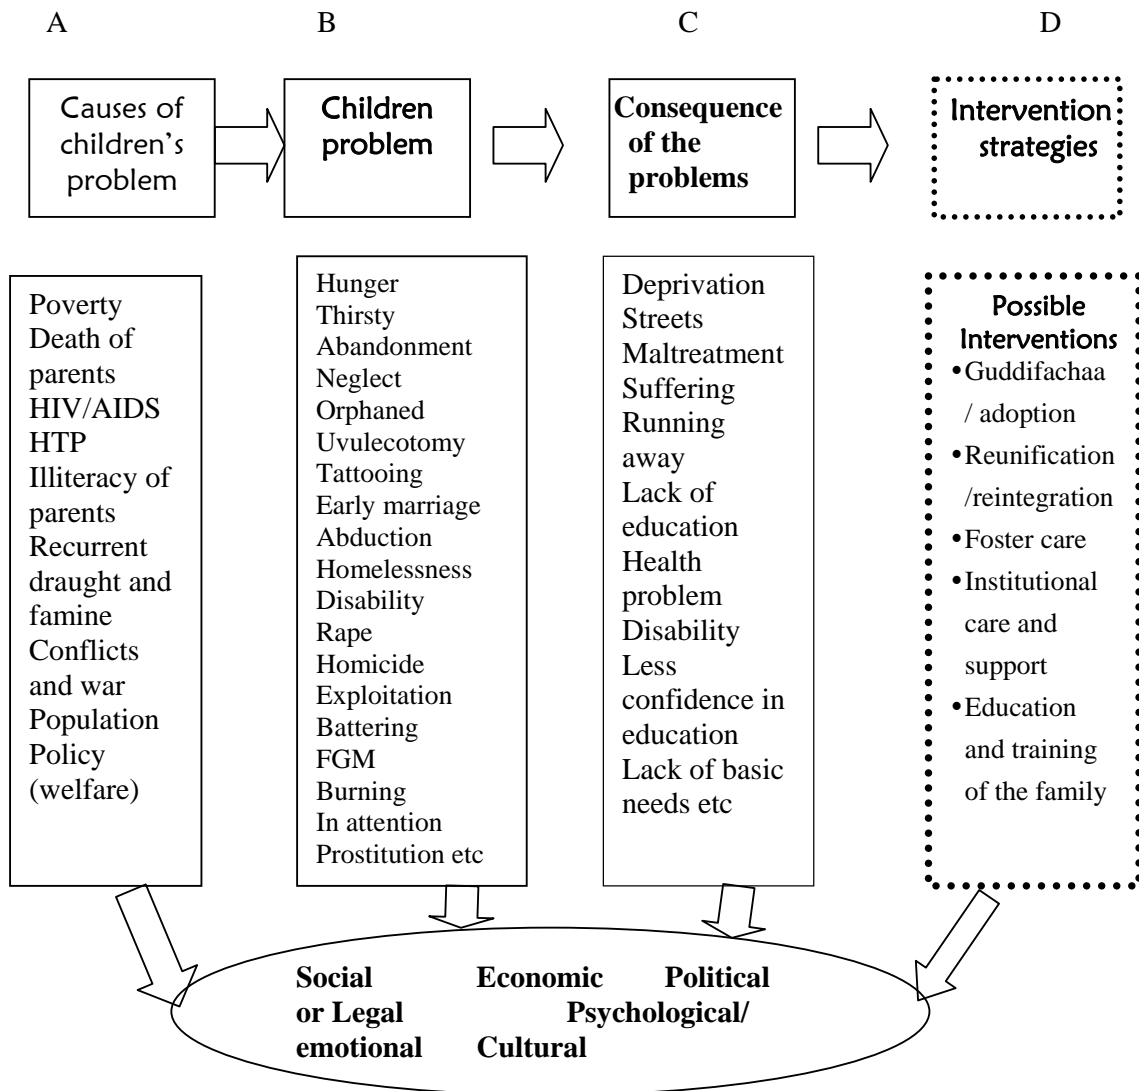 A
B
C
D
Causes of
children's
problem
Children
problem
Consequence
of the
problems
Intervention
strategies
Poverty
Death of
parents
HIV/AIDS
HTP
Illiteracy of
parents
Recurrent
draught and
famine
Conflicts
and war
Population
Policy
(welfare)
Hunger
Thirsty
Abandonment
Neglect
Orphaned
Uvulecotomy
Tattooing
Early marriage
Abduction
Homelessness
Disability
Rape
Homicide
Exploitation
Battering
FGM
Burning
In attention
Prostitution etc
Deprivation
Streets
Maltreatment
Suffering
Running
away
Lack of
education
Health
problem
Disability
Less
confidence in
education
Lack of basic
needs etc
Possible
Interventions
•Guddifachaa
/ adoption
•Reunification
/reintegration
•Foster care
•Institutional
care and
support
•Education
and training
of the family
Social Economic Political
or Legal Psychological/
emotional Cultural